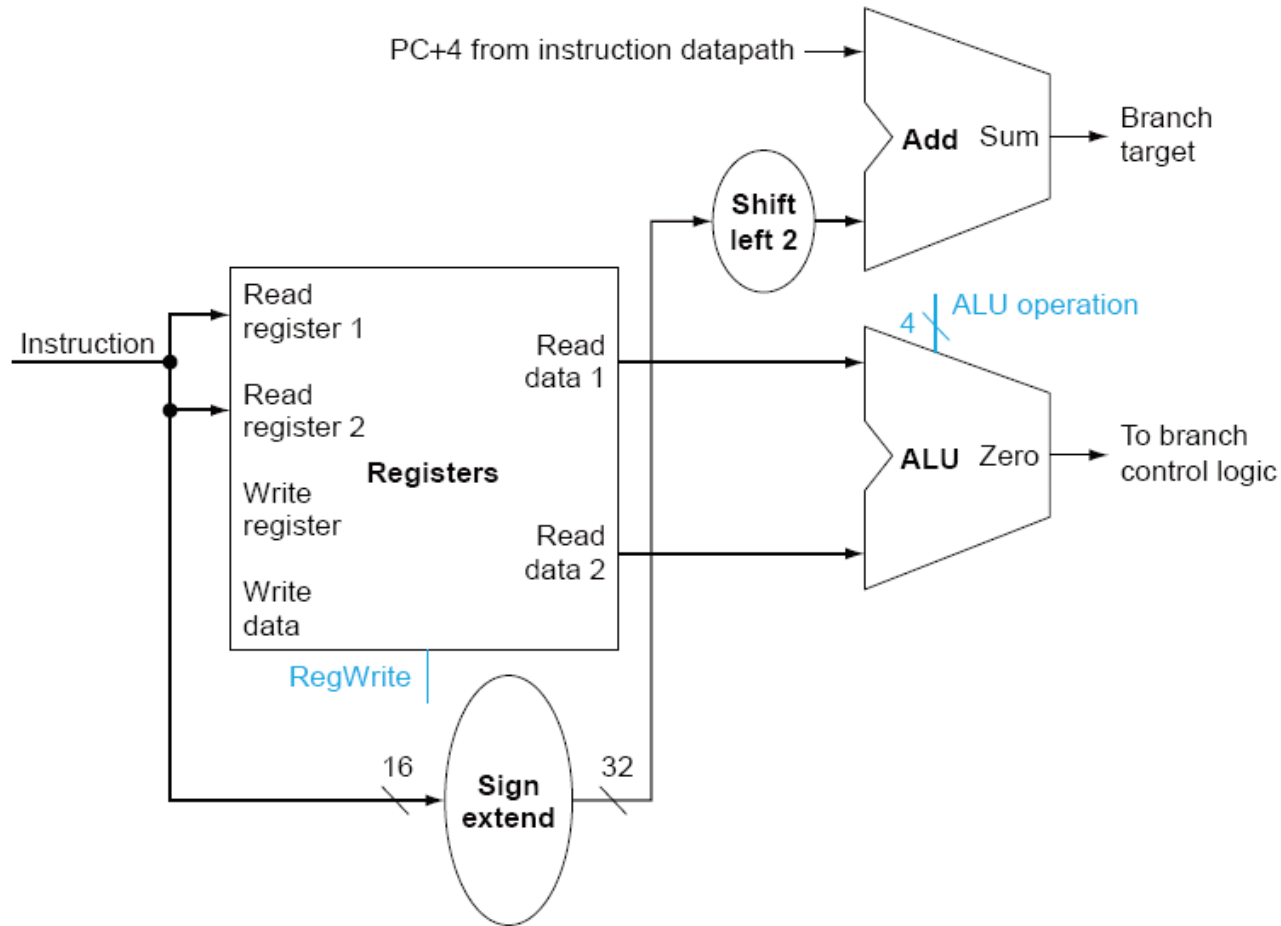 PC+4 from instruction datapath
Add
Sum
Branch
target
Shift
left 2
Instruction
Read
register 1
Read
register 2
Write
register
Write
data
Registers
Read
data 1
Read
data 2
RegWrite
4
ALU operation
ALU
Zero
To branch
control logic
16
Sign
extend
32